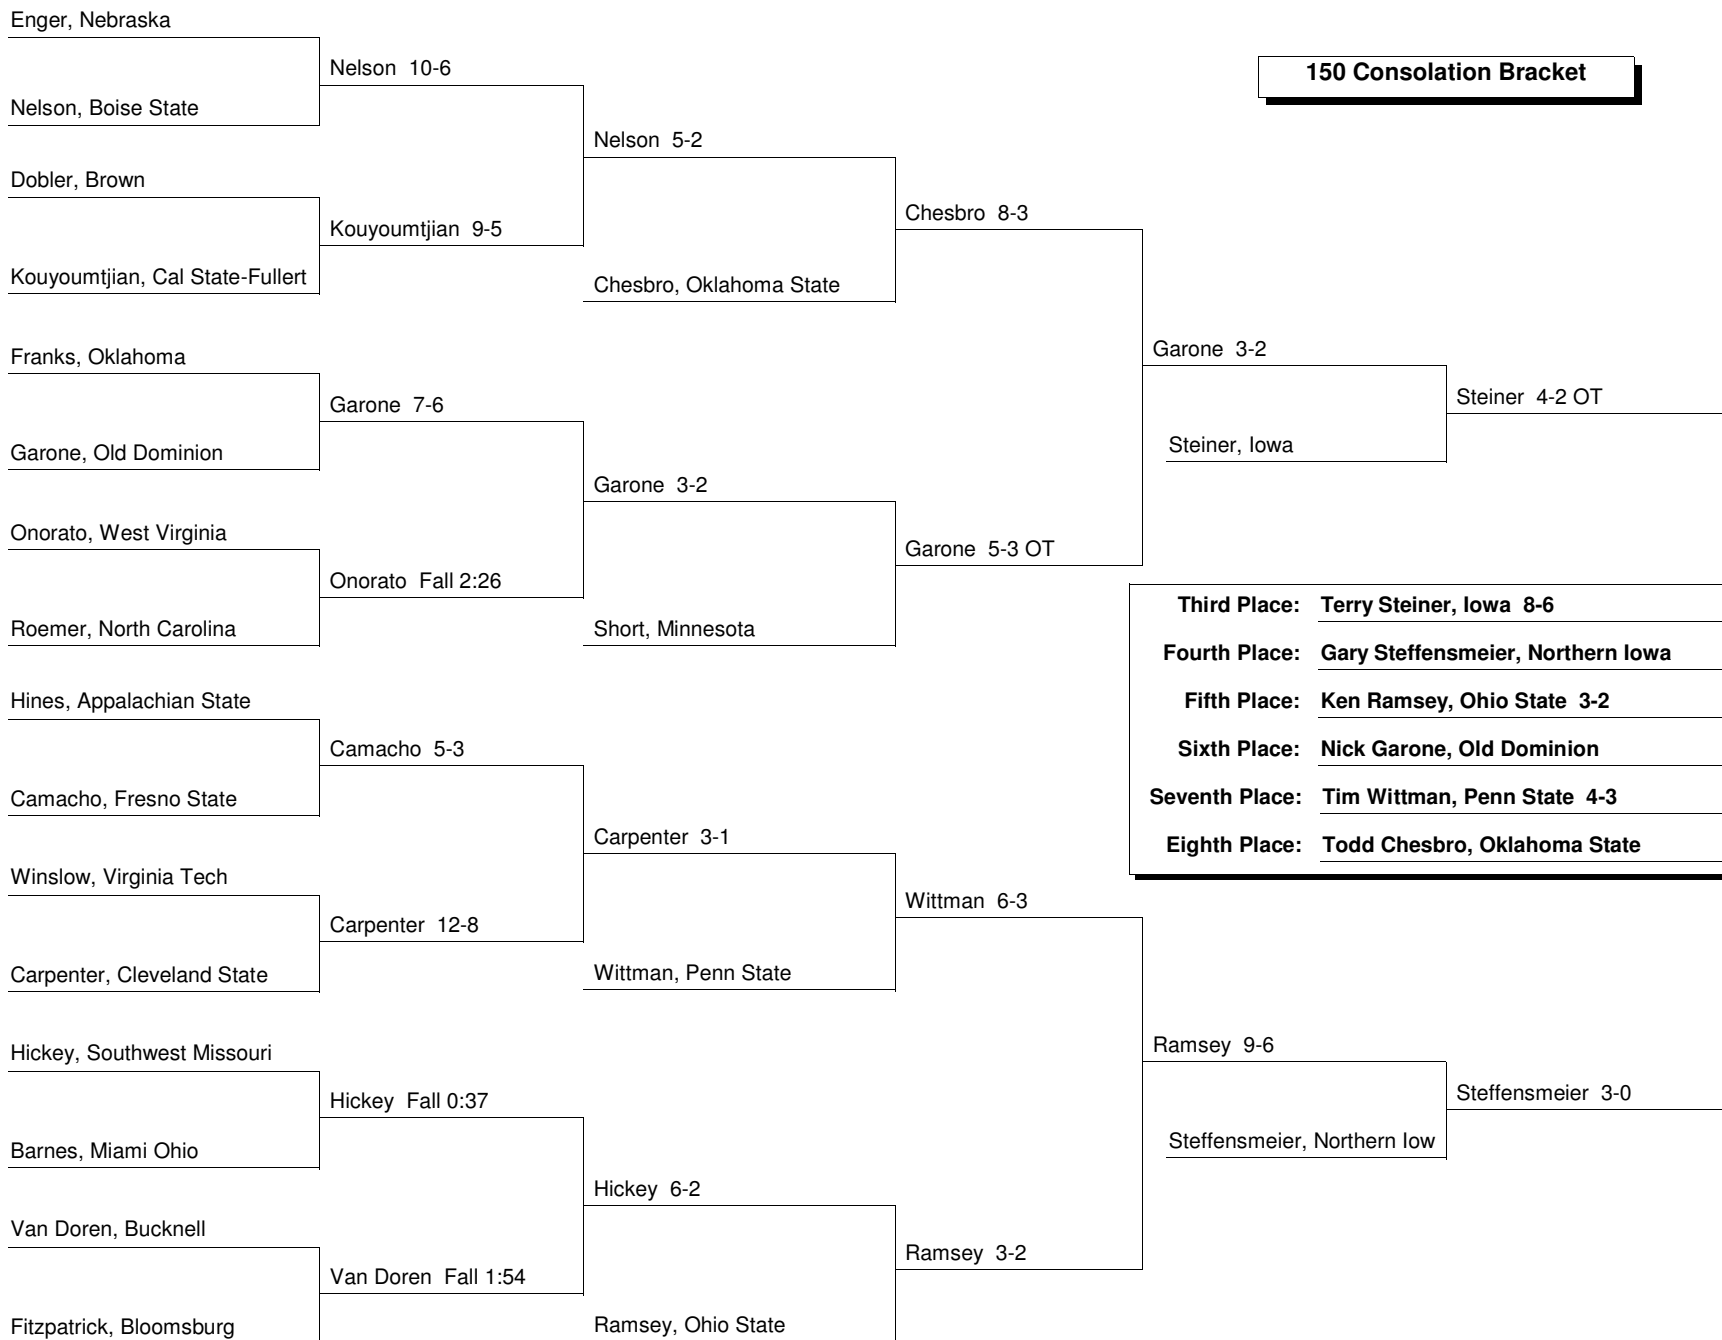 Enger, Nebraska
Nelson 10-6
150 Consolation Bracket
Nelson, Boise State
Nelson 5-2
Dobler, Brown
Chesbro 8-3
Kouyoumtjian 9-5
Kouyoumtjian, Cal State-Fullert
Chesbro, Oklahoma State
Garone 3-2
Franks, Oklahoma
Steiner 4-2 OT
Garone 7-6
Steiner, Iowa
Garone, Old Dominion
Garone 3-2
Onorato, West Virginia
Garone 5-3 OT
Onorato Fall 2:26
Third Place: Terry Steiner, Iowa 8-6
Roemer, North Carolina
Short, Minnesota
Fourth Place: Gary Steffensmeier, Northern Iowa
Hines, Appalachian State
Fifth Place: Ken Ramsey, Ohio State 3-2
Camacho 5-3
Sixth Place: Nick Garone, Old Dominion
Camacho, Fresno State
Seventh Place: Tim Wittman, Penn State 4-3
Carpenter 3-1
Eighth Place: Todd Chesbro, Oklahoma State
Winslow, Virginia Tech
Wittman 6-3
Carpenter 12-8
Carpenter, Cleveland State
Wittman, Penn State
Ramsey 9-6
Hickey, Southwest Missouri
Steffensmeier 3-0
Hickey Fall 0:37
Steffensmeier, Northern Iow
Barnes, Miami Ohio
Hickey 6-2
Van Doren, Bucknell
Ramsey 3-2
Van Doren Fall 1:54
Fitzpatrick, Bloomsburg
Ramsey, Ohio State